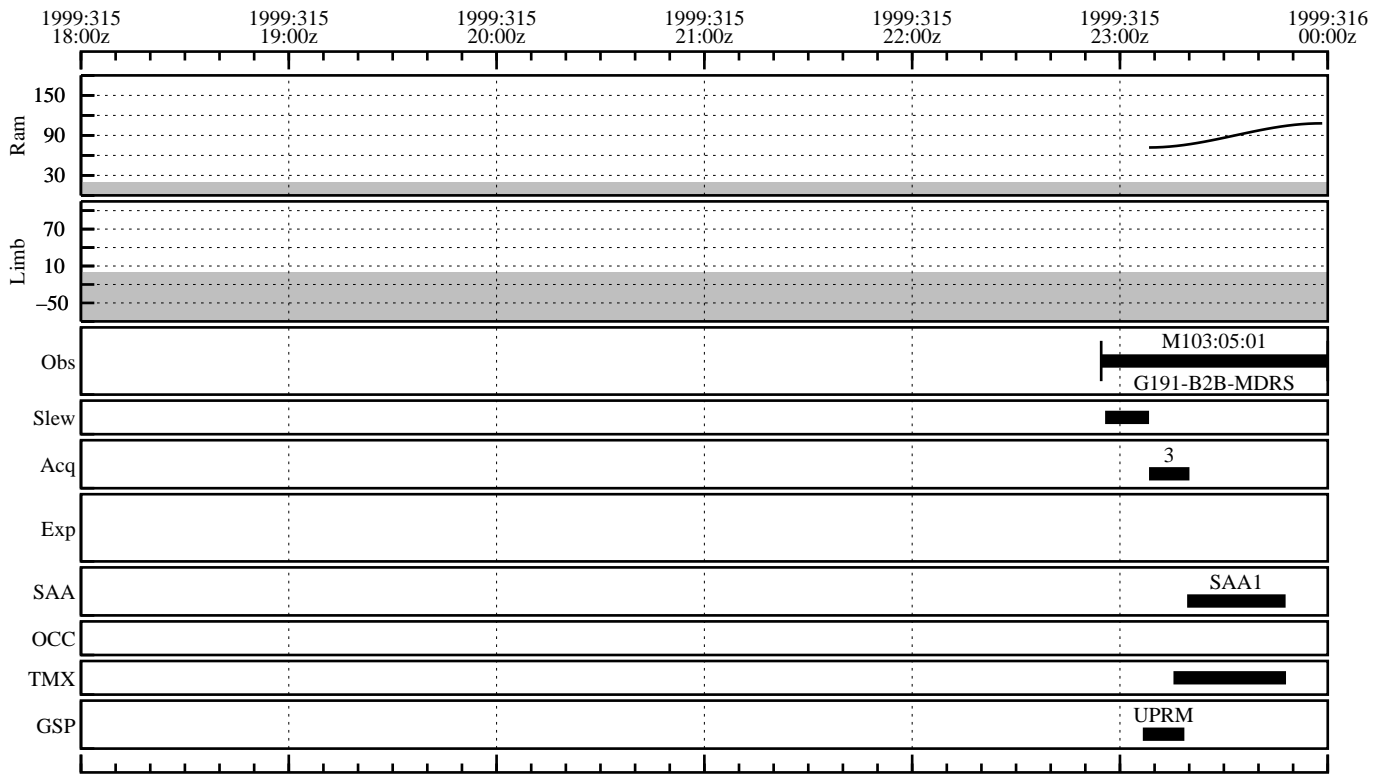 1999:315 1999:315 1999:315 1999:315 1999:315 1999:315 1999:316
18:00z 19:00z 20:00z 21:00z 22:00z 23:00z 00:00z
150
90
30
Ram
70
10
−50
Limb
Obs
M103:05:01
G191-B2B-MDRS
Slew
Acq
3
Exp
SAA
SAA1
OCC
TMX
GSP
UPRM